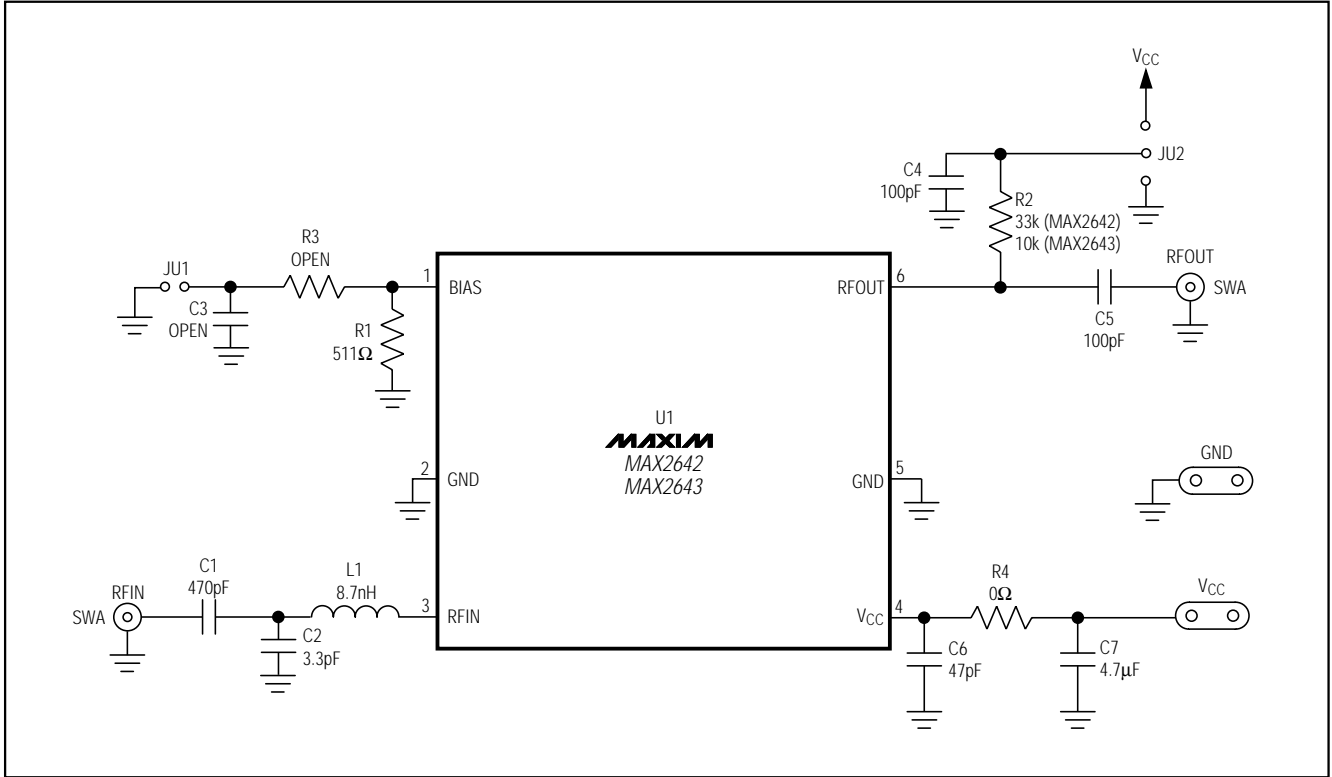 VCC
JU2
C4
100pF
R2
33k (MAX2642)
10k (MAX2643)
R3
OPEN
JU1
C3
OPEN
R1
511Ω
1
BIAS
RFOUT
6
C5
100pF
RFOUT
SWA
U1
MAXIM
MAX2642
MAX2643
2
GND
GND
5
GND
C1
470pF
L1
8.7nH
RFIN
SWA
C2
3.3pF
3
RFIN
VCC
4
R4
0Ω
C6
47pF
C7
4.7µF
VCC